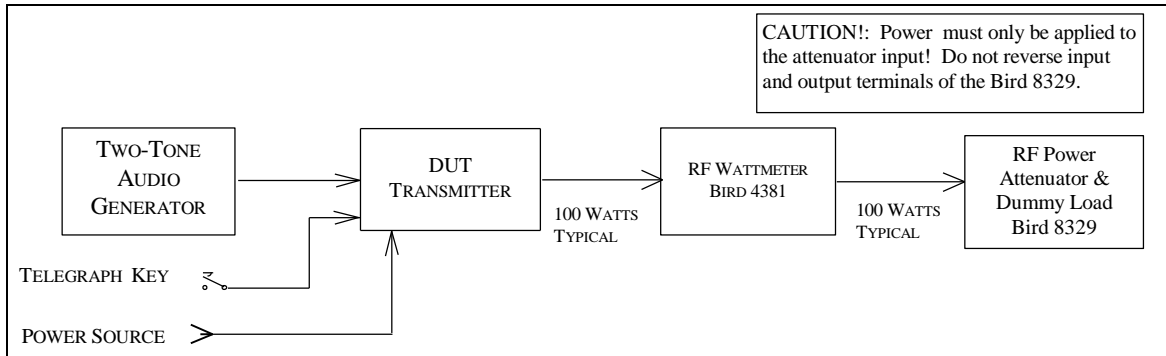 CAUTION!: Power must only be applied to
the attenuator input! Do not reverse input
and output terminals of the Bird 8329.
TWO-TONE
AUDIO
GENERATOR
DUT
TRANSMITTER
RF WATTMETER
BIRD 4381
RF Power
Attenuator &
Dummy Load
Bird 8329
100 WATTS
TYPICAL
100 WATTS
TYPICAL
TELEGRAPH KEY
POWER SOURCE